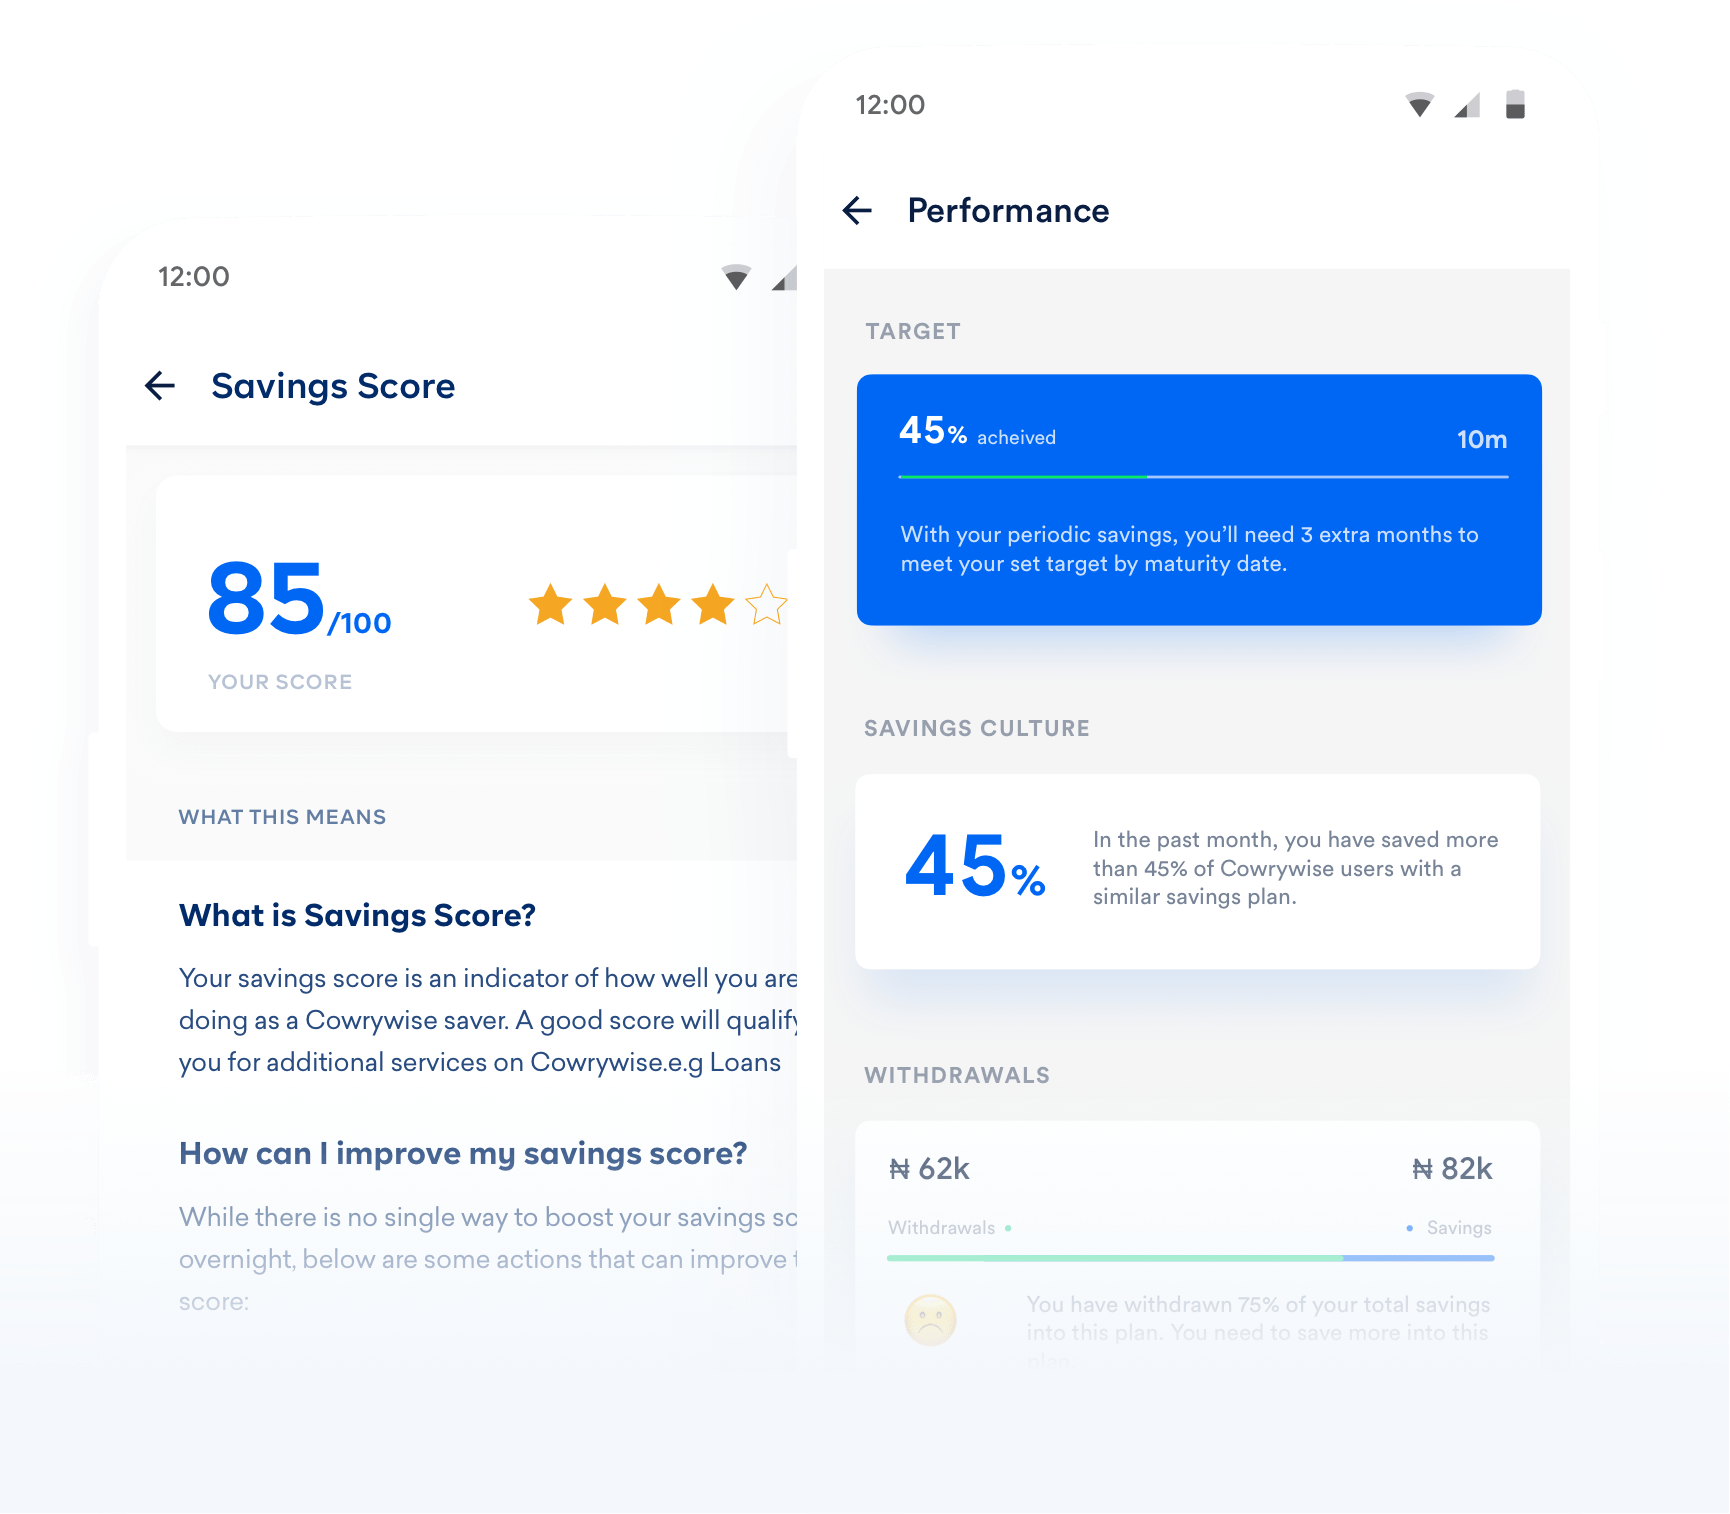 12:00
Savings Score
85/100
YOUR SCORE
WHAT THIS MEANS
What is Savings Score?
Your savings score is an indicator of how well you are
doing as a Cowrywise saver. A good score will qualify
you for additional services on Cowrywise.e.g Loans
How can I improve my savings score?
While there is no single way to boost your savings sc
overnight, below are some actions that can improve t
score:
12:00
Performance
TARGET
45% acheived
10m
With your periodic savings, you’ll need 3 extra months to
meet your set target by maturity date.
SAVINGS CULTURE
45%
In the past month, you have saved more
than 45% of Cowrywise users with a
similar savings plan.
WITHDRAWALS
₦ 62k
₦ 82k
Withdrawals
Savings
You have withdrawn 75% of your total savings
into this plan. You need to save more into this
plan